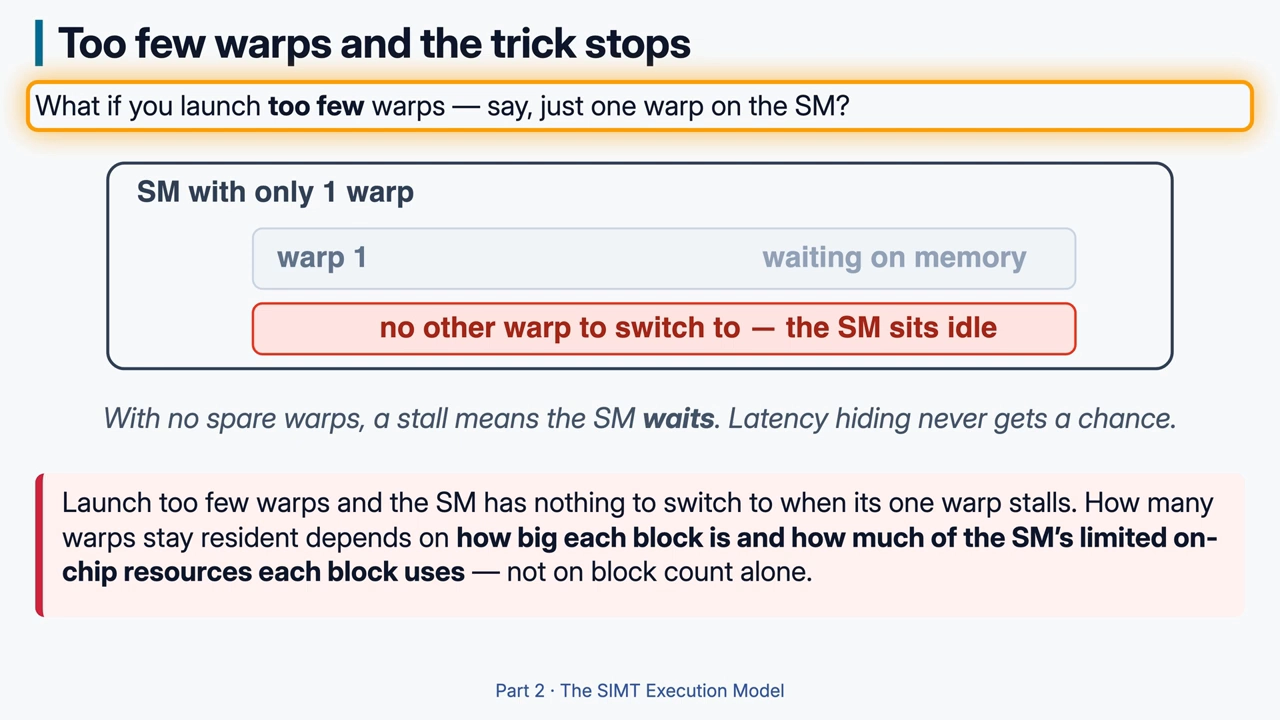 Too few warps and the trick stops
What if you launch too few warps — say, just one warp on the SM?
SM with only 1 warp
warp 1 waiting on memory
no other warp to switch to — the SM sits idle
With no spare warps, a stall means the SM waits. Latency hiding never gets a chance.
Launch too few warps and the SM has nothing to switch to when its one warp stalls. How many
warps stay resident depends on how big each block is and how much of the SM’s limited on-
chip resources each block uses — not on block count alone.
Part 2 · The SIMT Execution Model